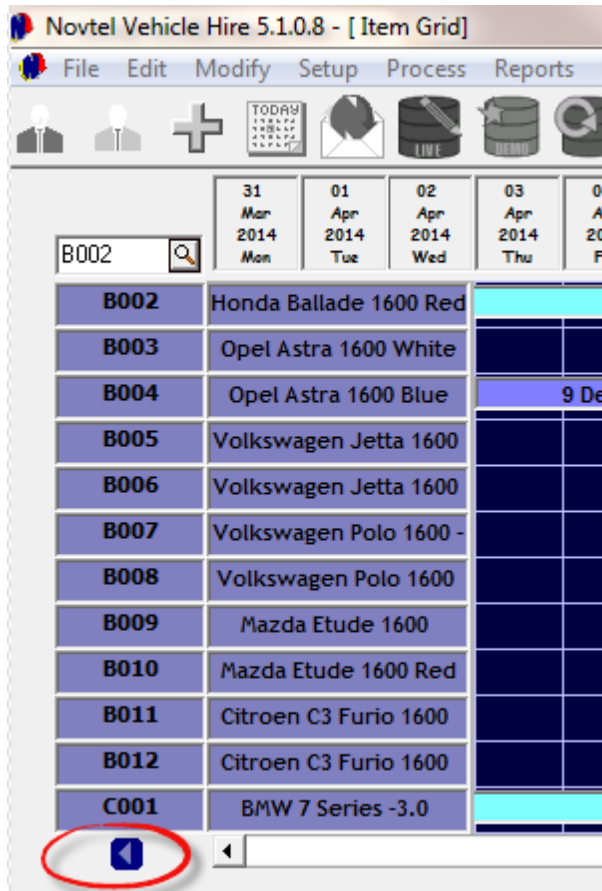 Novtel Vehicle Hire 5.1.0.8 - [ Item Grid]
File Edit Modify Setup Process Reports
TODAY
LIVE
DEMO
31 Mar 2014 Mon
01 Apr 2014 Tue
02 Apr 2014 Wed
03 Apr 2014 Thu
B002
B002 Honda Ballade 1600 Red
B003 Opel Astra 1600 White
B004 Opel Astra 1600 Blue 9 De
B005 Volkswagen Jetta 1600
B006 Volkswagen Jetta 1600
B007 Volkswagen Polo 1600 -
B008 Volkswagen Polo 1600
B009 Mazda Etude 1600
B010 Mazda Etude 1600 Red
B011 Citroen C3 Furio 1600
B012 Citroen C3 Furio 1600
C001 BMW 7 Series -3.0